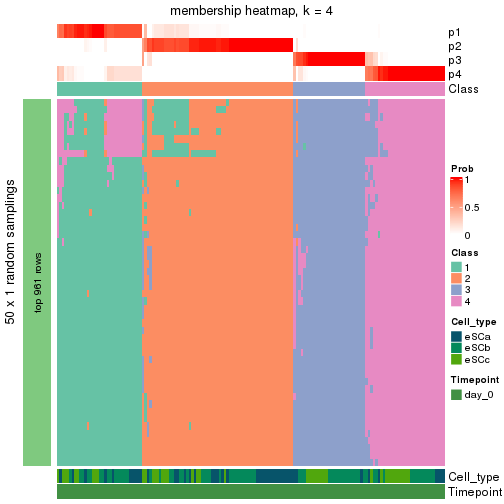 membership heatmap, k = 4
p1
p2
p3
p4
Class
50 x 1 random samplings
top 961 rows
Prob
1
0.5
0
Class
1
2
3
4
Cell_type
eSCa
eSCb
eSCc
Timepoint
day_0
Cell_type
Timepoint